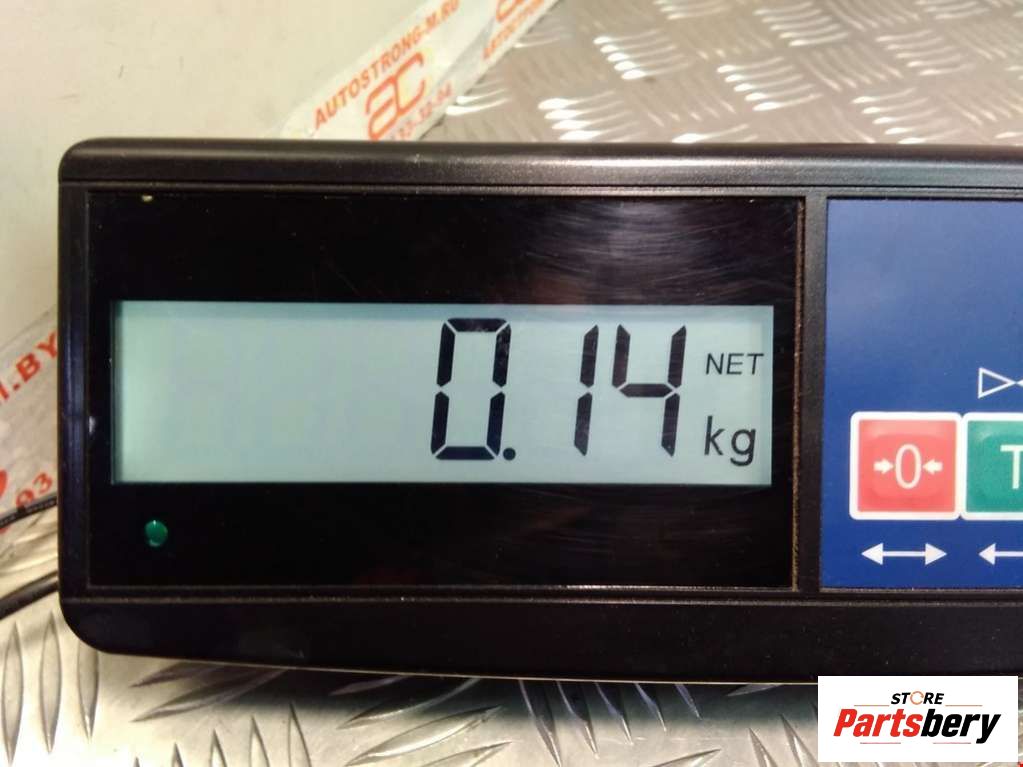 AUTOSTRONG-M.RU
ac
0.14
NET
kg
→0←
T
STORE
Partsbery